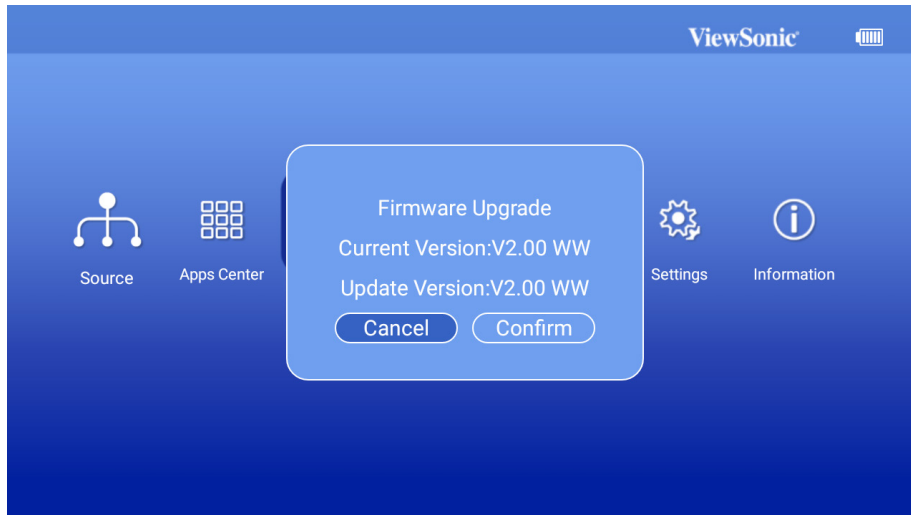 ViewSonic
Firmware Upgrade
Current Version:V2.00 WW
Update Version:V2.00 WW
Cancel Confirm
Source Apps Center Settings Information